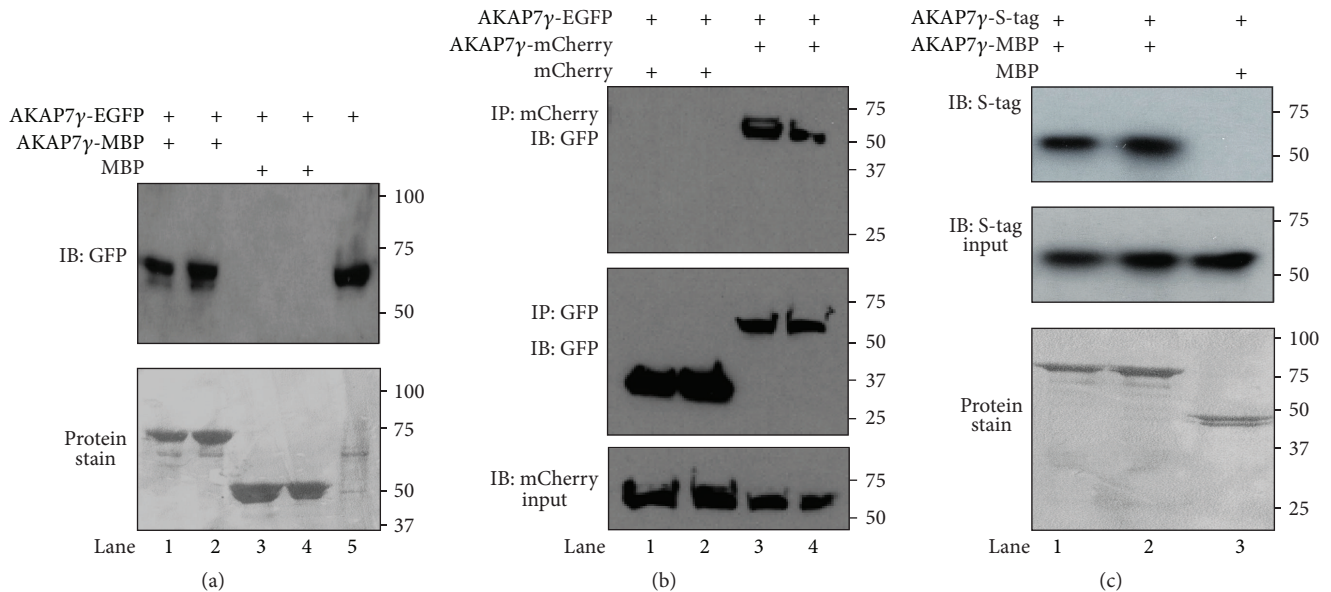 AKAP7γ-EGFP + + + + +
AKAP7γ-MBP + +
MBP + +
IB: GFP
100
75
50
Protein
stain
100
75
50
37
Lane 1 2 3 4 5
(a)
AKAP7γ-EGFP + + + +
AKAP7γ-mCherry + +
mCherry + +
IP: mCherry
IB: GFP
75
50
37
25
IP: GFP
IB: GFP
75
50
37
25
IB: mCherry
input
75
50
Lane 1 2 3 4
(b)
AKAP7γ-S-tag + + +
AKAP7γ-MBP + +
MBP +
IB: S-tag
75
50
IB: S-tag
input
75
50
Protein
stain
100
75
50
37
25
Lane 1 2 3
(c)